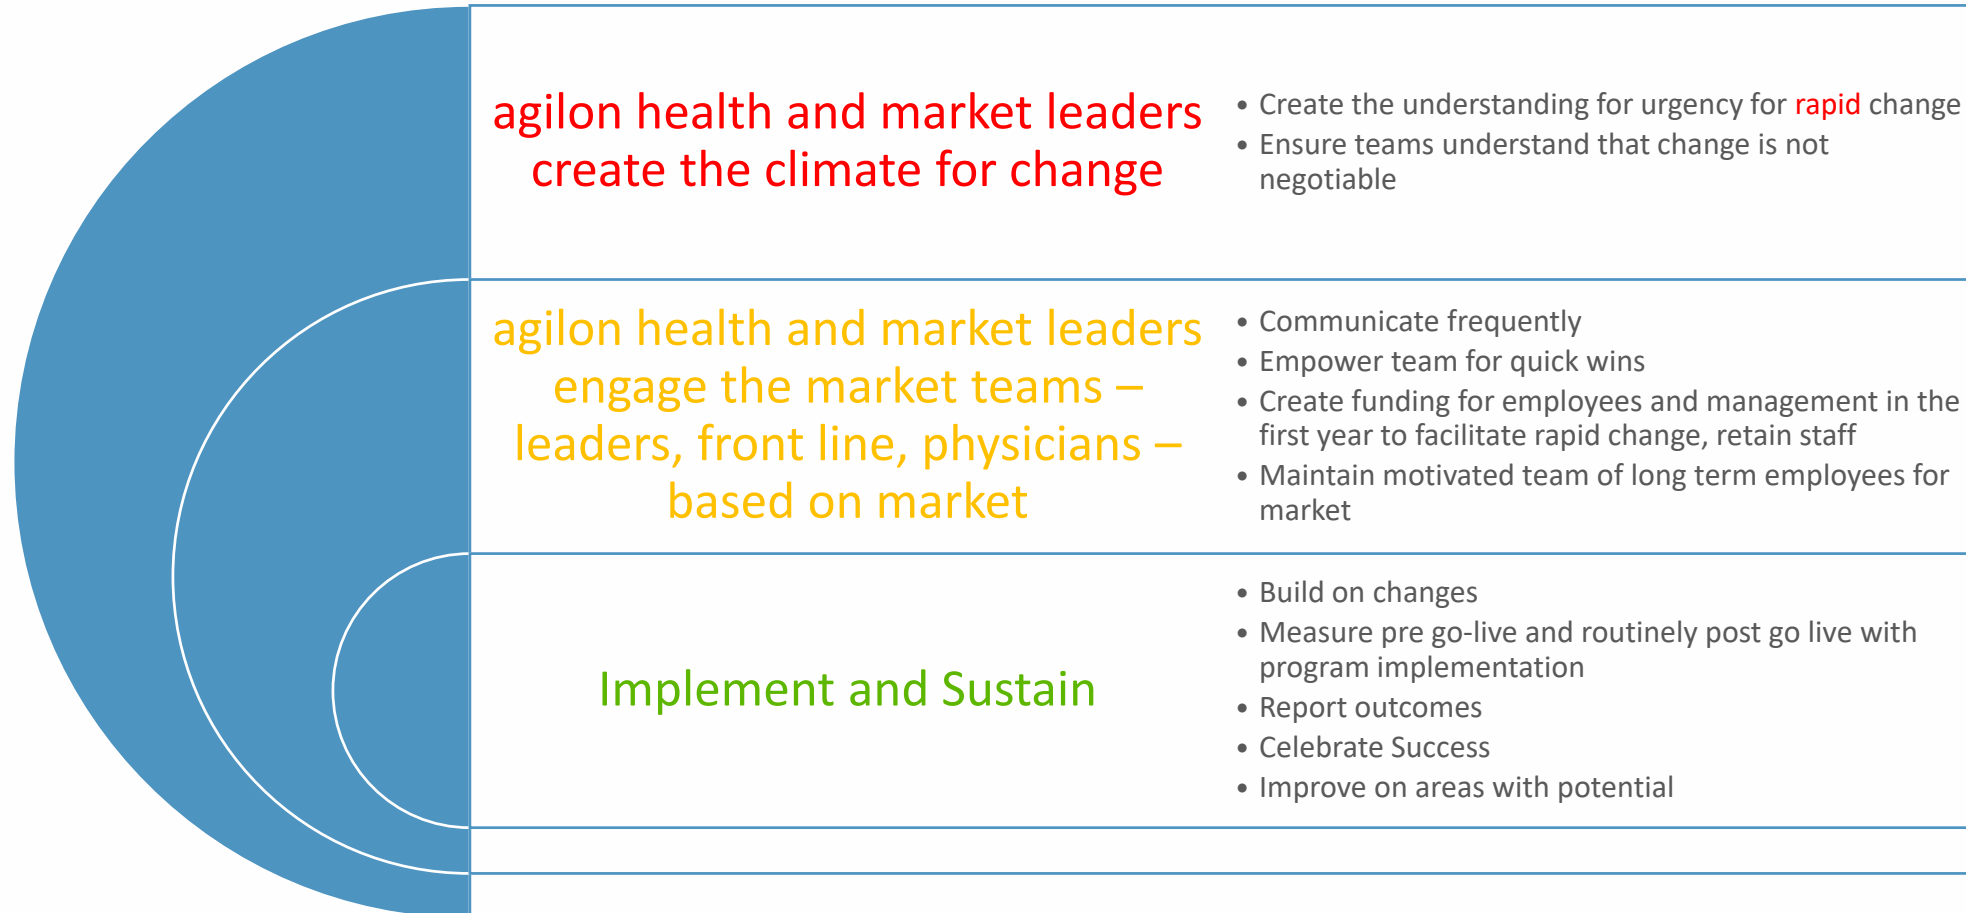 agilon health and market leaders
create the climate for change
• Create the understanding for urgency for rapid change
• Ensure teams understand that change is not
negotiable
agilon health and market leaders
engage the market teams –
leaders, front line, physicians –
based on market
• Communicate frequently
• Empower team for quick wins
• Create funding for employees and management in the
first year to facilitate rapid change, retain staff
• Maintain motivated team of long term employees for
market
Implement and Sustain
• Build on changes
• Measure pre go-live and routinely post go live with
program implementation
• Report outcomes
• Celebrate Success
• Improve on areas with potential